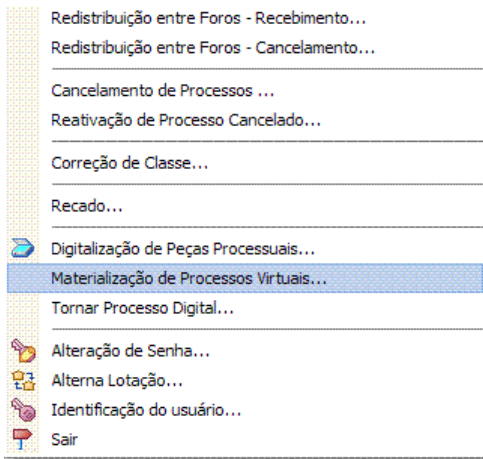 Redistribuição entre Foros - Recebimento...
Redistribuição entre Foros - Cancelamento...
Cancelamento de Processos ...
Reativação de Processo Cancelado...
Correção de Classe...
Recado...
Digitalização de Peças Processuais...
Materialização de Processos Virtuais...
Tornar Processo Digital...
Alteração de Senha...
Alterna Lotação...
Identificação do usuário...
Sair